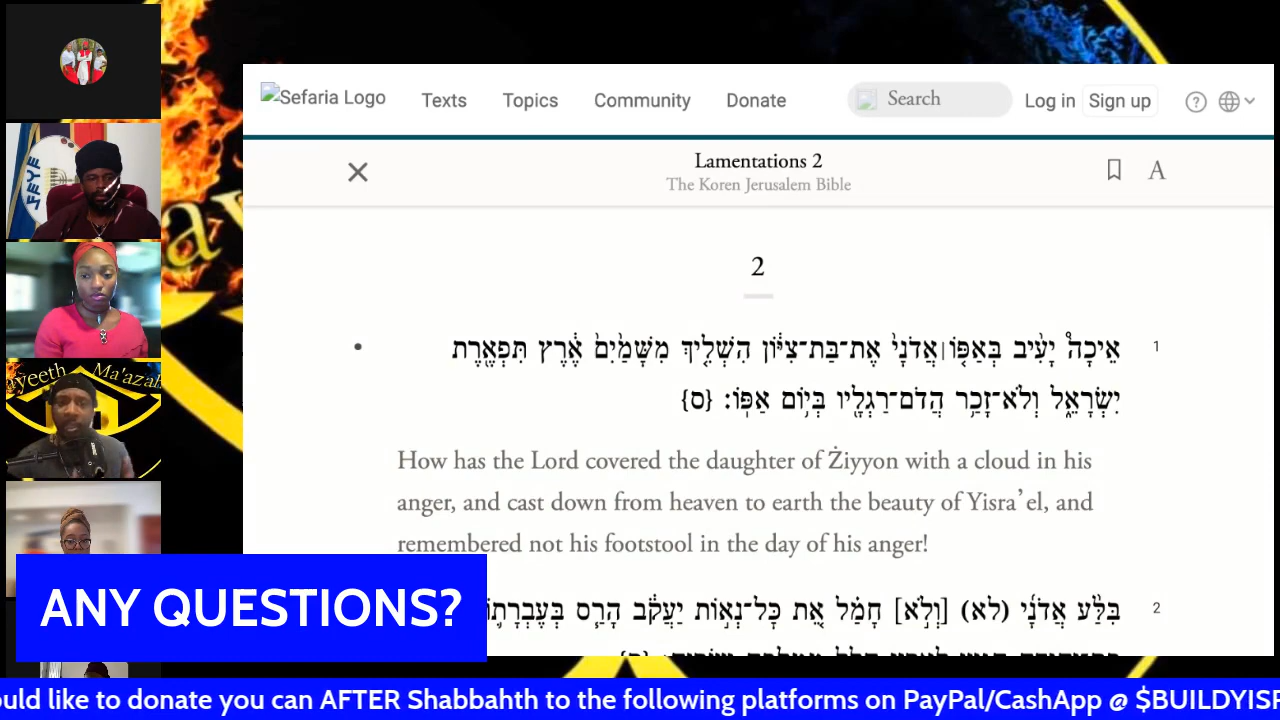 Sefaria Logo
Texts
Topics
Community
Donate
Search
Log in
Sign up
?
Lamentations 2
The Koren Jerusalem Bible
A
2
1
אֵיכָה֩ יָעִ֨יב בְּאַפּ֤וֹ ׀ אֲדֹנָי֙ אֶת־בַּת־צִיּ֔וֹן הִשְׁלִ֤יךְ מִשָּׁמַ֙יִם֙ אֶ֔רֶץ תִּפְאֶ֖רֶת
יִשְׂרָאֵ֑ל וְלֹא־זָכַ֥ר הֲדֹם־רַגְלָ֖יו בְּי֥וֹם אַפּֽוֹ׃ {ס}
How has the Lord covered the daughter of Żiyyon with a cloud in his
anger, and cast down from heaven to earth the beauty of Yisra᾽el, and
remembered not his footstool in the day of his anger!
2
בִּלַּ֨ע אֲדֹנָ֜י (לא) [וְלֹ֣א] חָמַ֗ל אֵ֚ת כׇּל־נְא֣וֹת יַעֲקֹ֔ב הָרַ֧ס בְּעֶבְרָת֛וֹ
ayeeth Ma'azah
ANY QUESTIONS?
ould like to donate you can AFTER Shabbahth to the following platforms on PayPal/CashApp @ $BUILDYISR